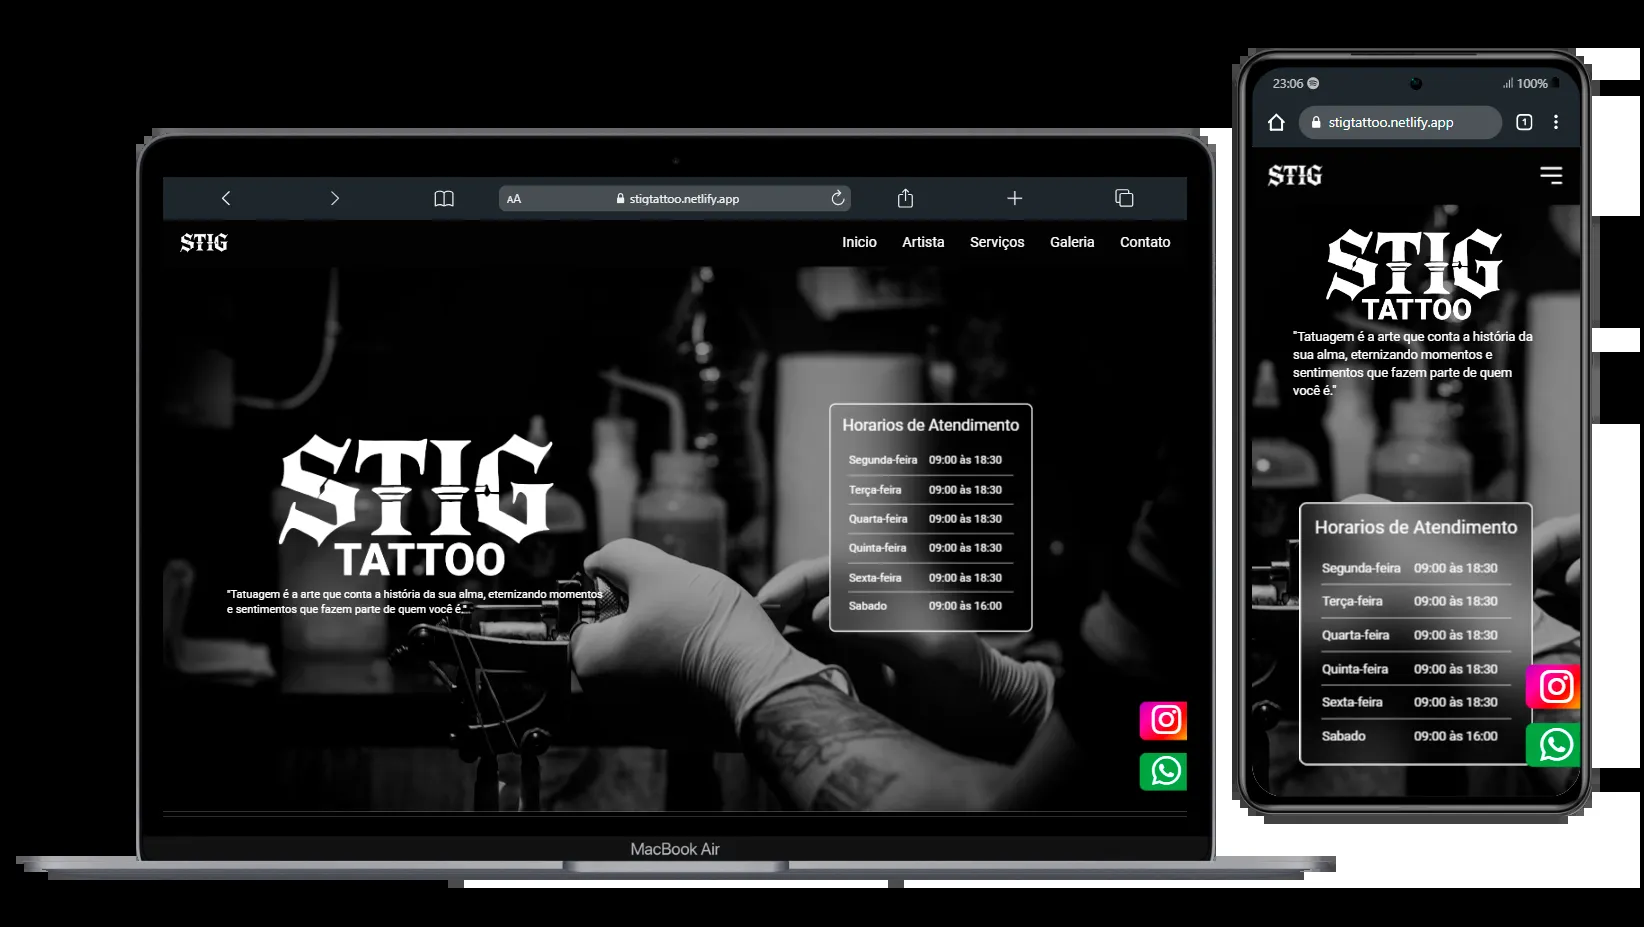 AA
stigtattoo.netlify.app
STIG
Inicio Artista Serviços Galeria Contato
STIG
TATTOO
"Tatuagem é a arte que conta a história da sua alma, eternizando momentos
e sentimentos que fazem parte de quem você é."
Horarios de Atendimento
Segunda-feira 09:00 às 18:30
Terça-feira 09:00 às 18:30
Quarta-feira 09:00 às 18:30
Quinta-feira 09:00 às 18:30
Sexta-feira 09:00 às 18:30
Sabado 09:00 às 16:00
MacBook Air
23:06 100%
stigtattoo.netlify.app 1
STIG
STIG
TATTOO
"Tatuagem é a arte que conta a história da
sua alma, eternizando momentos e
sentimentos que fazem parte de quem
você é."
Horarios de Atendimento
Segunda-feira 09:00 às 18:30
Terça-feira 09:00 às 18:30
Quarta-feira 09:00 às 18:30
Quinta-feira 09:00 às 18:30
Sexta-feira 09:00 às 18:30
Sabado 09:00 às 16:00